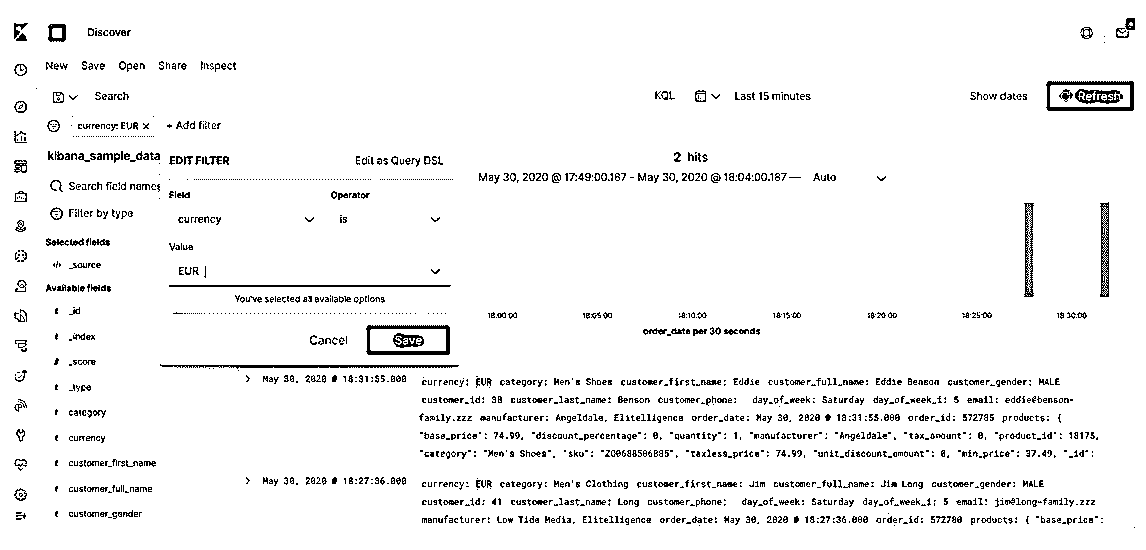 Discover
New Save Open Share Inspect
Search KQL Last 15 minutes Show dates Refresh
currency: EUR × + Add filter
kibana_sample_data
EDIT FILTER Edit as Query DSL
2 hits
May 30, 2020 @ 17:49:00.187 - May 30, 2020 @ 18:04:00.187 — Auto
Search field names
Filter by type
Field Operator
currency is
Value
EUR
You've selected all available options
Cancel Save
Selected fields
</> _source
Available fields
t _id
t _index
# _score
t _type
t category
t currency
t customer_first_name
t customer_full_name
t customer_gender
18:00:00 18:05:00 18:10:00 18:15:00 18:20:00 18:25:00 18:30:00
order_date per 30 seconds
> May 30, 2020 @ 18:31:55.000 currency: EUR category: Men's Shoes customer_first_name: Eddie customer_full_name: Eddie Benson customer_gender: MALE
customer_id: 38 customer_last_name: Benson customer_phone: day_of_week: Saturday day_of_week_i: 5 email: eddie@benson-
family.zzz manufacturer: Angeldale, Elitelligence order_date: May 30, 2020 @ 18:31:55.000 order_id: 572785 products: {
"base_price": 74.99, "discount_percentage": 0, "quantity": 1, "manufacturer": "Angeldale", "tax_amount": 0, "product_id": 18175,
"category": "Men's Shoes", "sku": "ZO0688506885", "taxless_price": 74.99, "unit_discount_amount": 0, "min_price": 37.49, "_id":
> May 30, 2020 @ 18:27:36.000 currency: EUR category: Men's Clothing customer_first_name: Jim customer_full_name: Jim Long customer_gender: MALE
customer_id: 41 customer_last_name: Long customer_phone: day_of_week: Saturday day_of_week_i: 5 email: jim@long-family.zzz
manufacturer: Low Tide Media, Elitelligence order_date: May 30, 2020 @ 18:27:36.000 order_id: 572780 products: { "base_price":